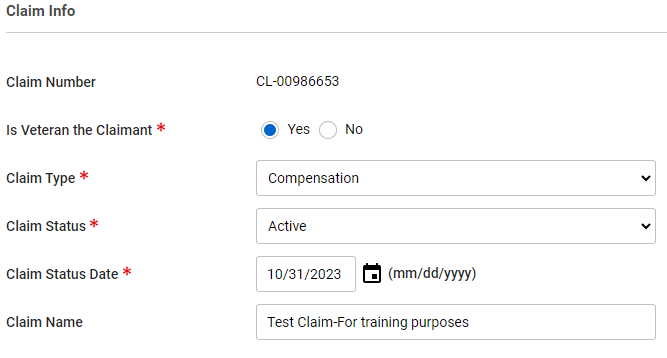 Claim Info
Claim Number CL-00986653
Is Veteran the Claimant * Yes No
Claim Type * Compensation
Claim Status * Active
Claim Status Date * 10/31/2023 (mm/dd/yyyy)
Claim Name Test Claim-For training purposes